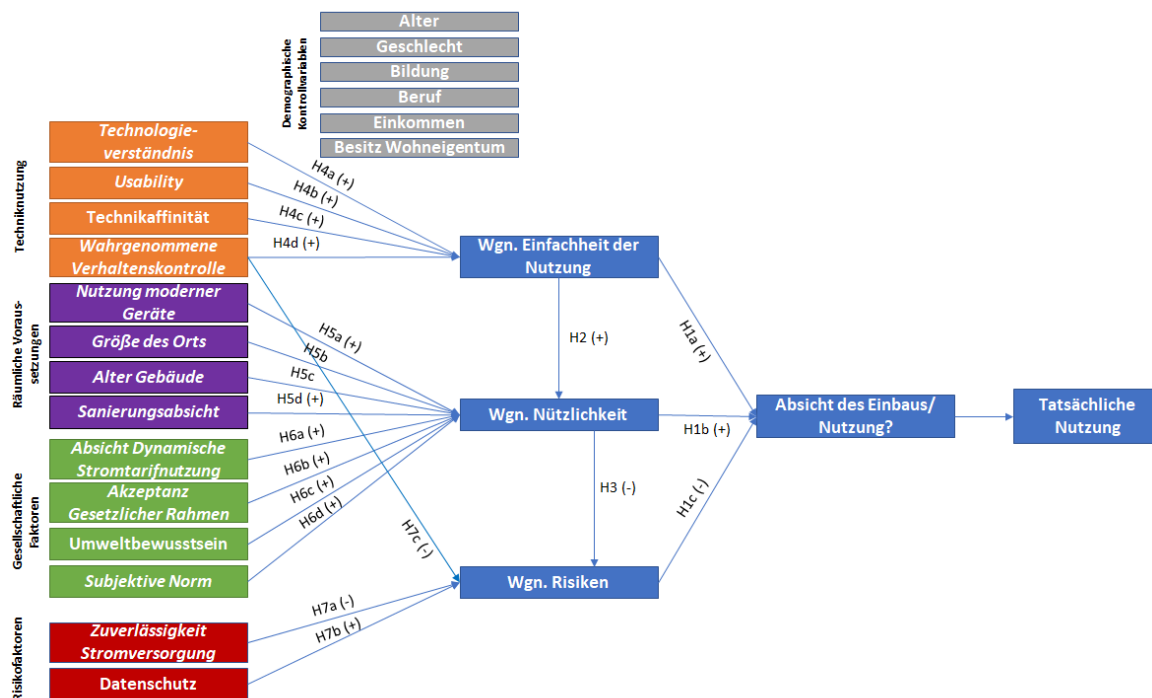 Demographische
Kontrollvariablen
Alter
Geschlecht
Bildung
Beruf
Einkommen
Besitz Wohneigentum
Techniknutzung
Technologie-
verständnis
Usability
Technikaffinität
Wahrgenommene
Verhaltenskontrolle
H4a (+)
H4b (+)
H4c (+)
H4d (+)
Räumliche Voraus-
setzungen
Nutzung moderner
Geräte
Größe des Orts
Alter Gebäude
Sanierungsabsicht
H5a (+)
H5b
H5c
H5d (+)
Gesellschaftliche
Faktoren
Absicht Dynamische
Stromtarifnutzung
Akzeptanz
Gesetzlicher Rahmen
Umweltbewusstsein
Subjektive Norm
H6a (+)
H6b (+)
H6c (+)
H6d (+)
Risikofaktoren
Zuverlässigkeit
Stromversorgung
Datenschutz
H7a (-)
H7b (+)
H7c (-)
Wgn. Einfachheit der
Nutzung
H2 (+)
Wgn. Nützlichkeit
H3 (-)
Wgn. Risiken
H1a (+)
H1b (+)
H1c (-)
Absicht des Einbaus/
Nutzung?
Tatsächliche
Nutzung